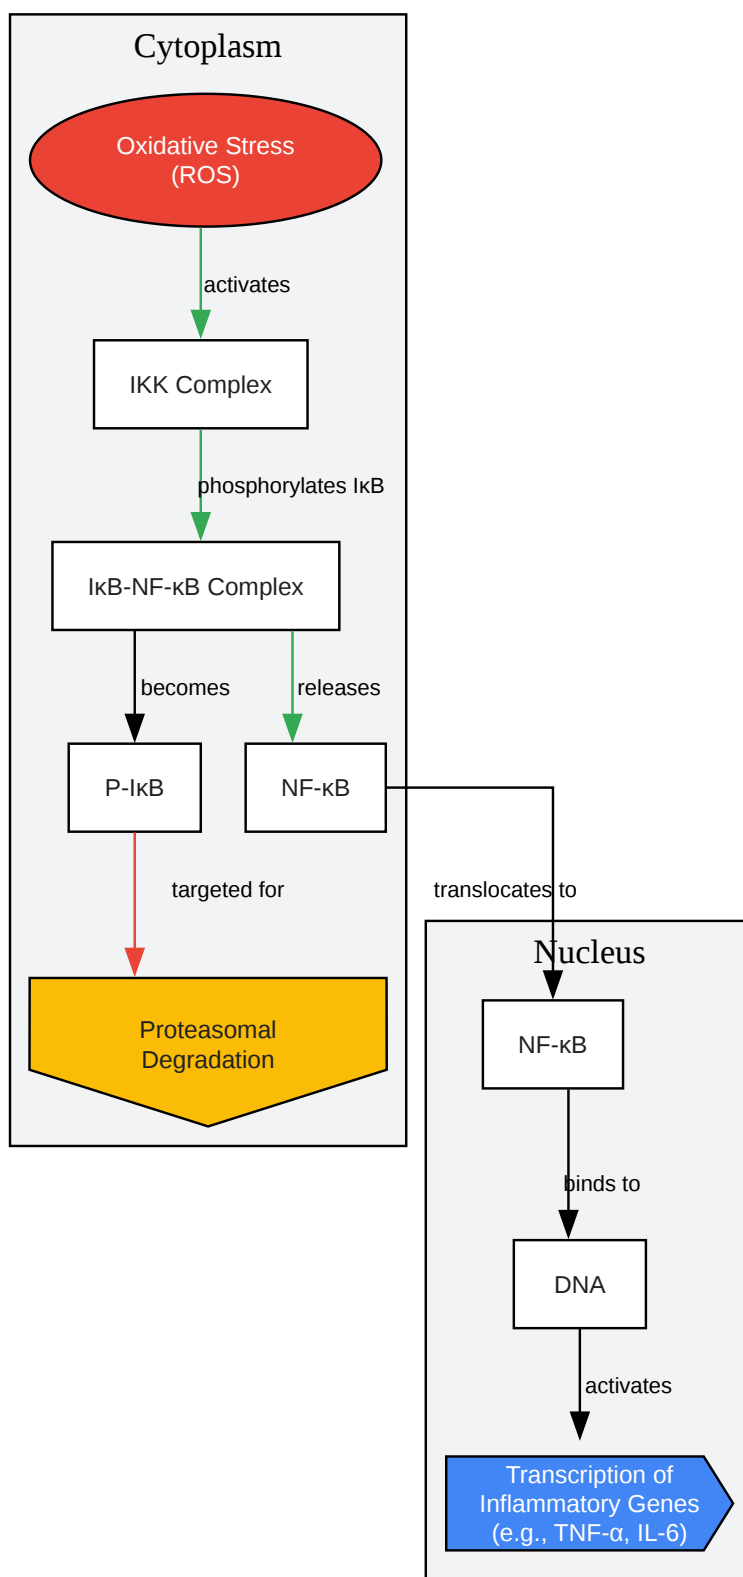 Cytoplasm
Oxidative Stress
(ROS)
activates
IKK Complex
phosphorylates IκB
IκB-NF-κB Complex
becomes
releases
P-IκB
NF-κB
targeted for
translocates to
Proteasomal
Degradation
Nucleus
NF-κB
binds to
DNA
activates
Transcription of
Inflammatory Genes
(e.g., TNF-α, IL-6)